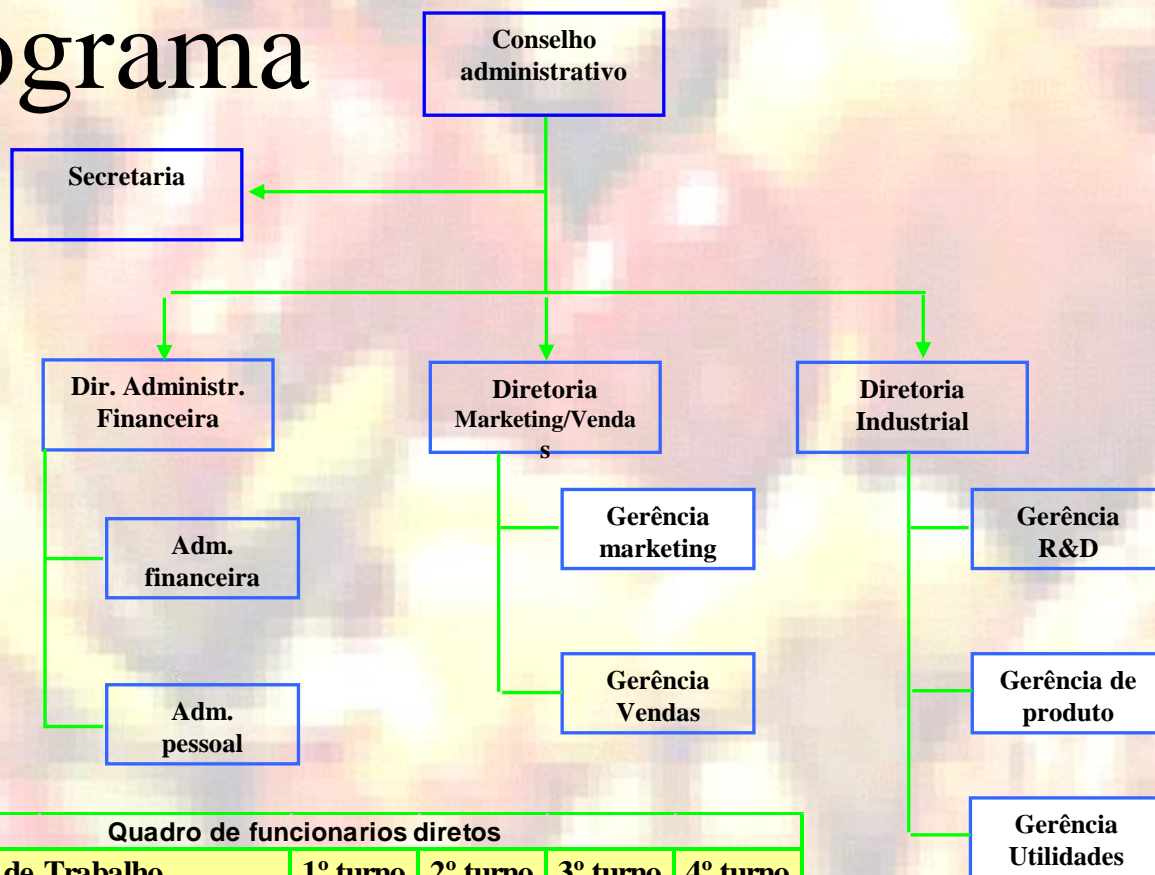 ograma
Conselho
administrativo
Secretaria
Dir. Administr.
Financeira
Diretoria
Marketing/Venda
s
Diretoria
Industrial
Adm.
financeira
Adm.
pessoal
Gerência
marketing
Gerência
Vendas
Gerência
R&D
Gerência de
produto
Gerência
Utilidades
Quadro de funcionarios diretos
de Trabalho 1º turno 2º turno 3º turno 4º turno